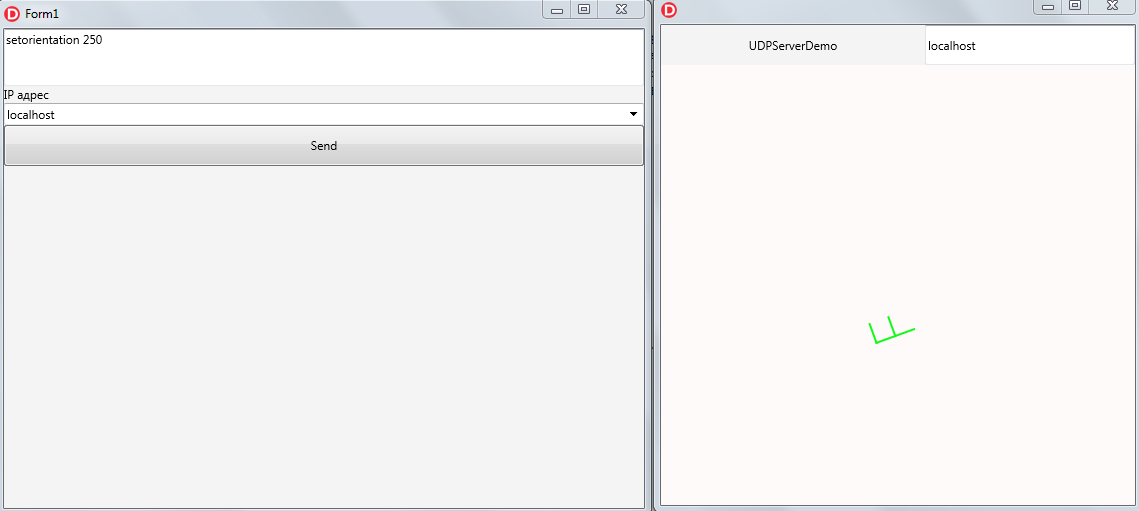 Form1
setorientation 250
IP адрес
localhost
Send
UDPServerDemo
localhost
F